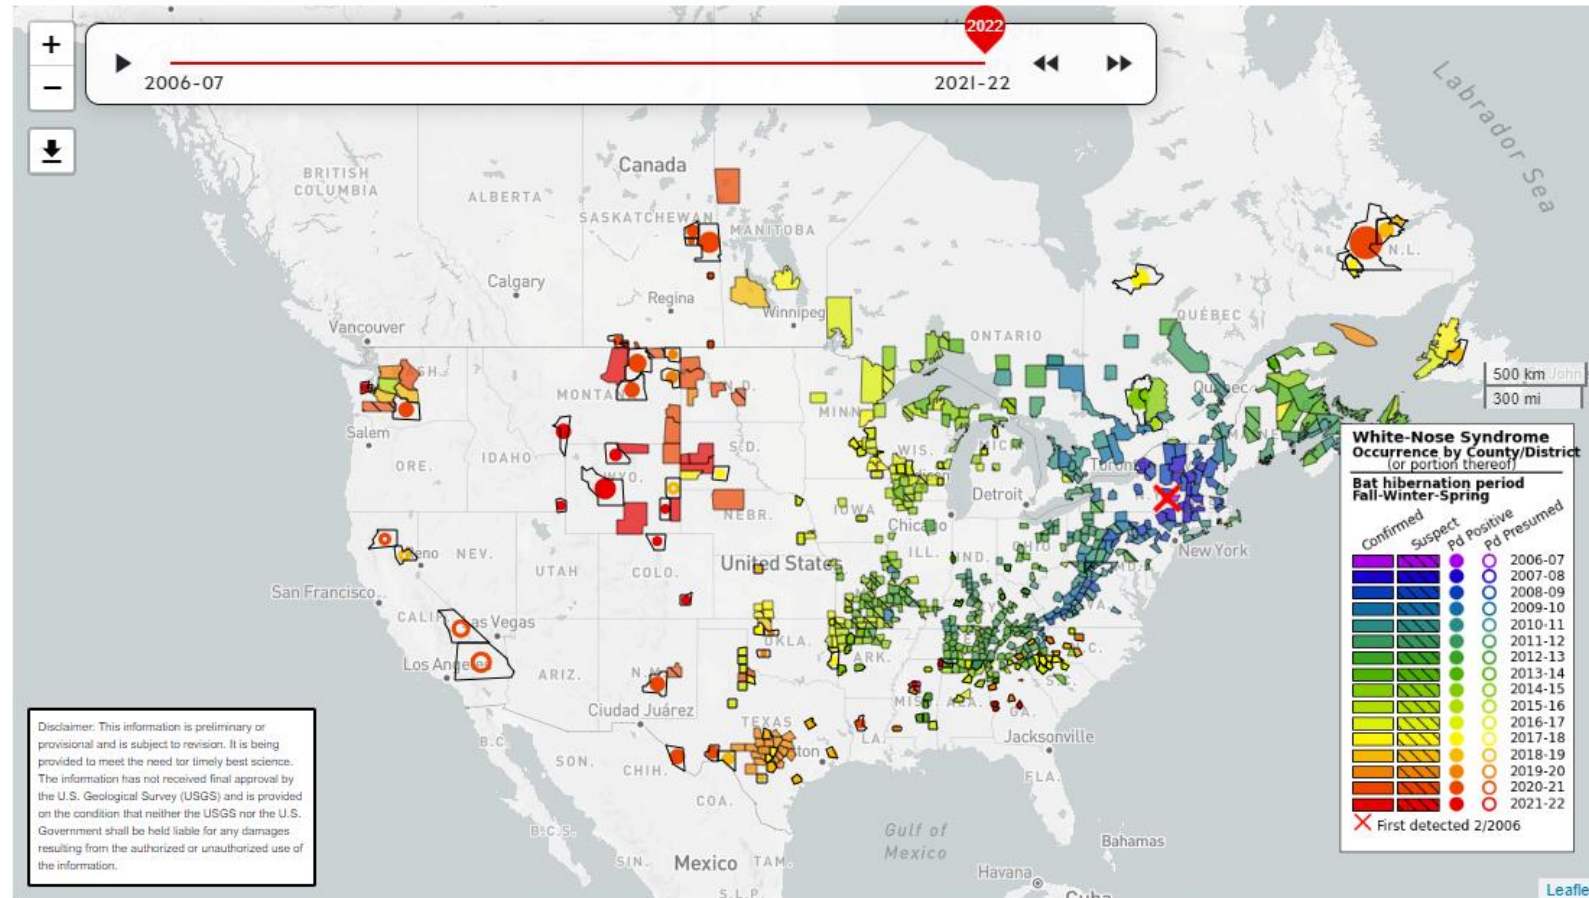 +
−
2022
2006-07
2021-22
Labrador Sea
Canada
BRITISH
COLUMBIA
ALBERTA
SASKATCHEWAN
MANITOBA
N.L.
Calgary
Regina
Winnipeg
ONTARIO
QUÉBEC
Vancouver
500 km
300 mi
MONTA
N.D.
MINN
Salem
IDAHO
S.D.
WIS.
MICH.
Toron
ORE.
WYO.
Detroit
NEBR.
IOWA
Chicago
New York
NEV.
UTAH
COLO.
United States
ILL.
IND.
OHIO
San Francisco
CALIF
Las Vegas
OKLA.
ARK.
Los Angele
ARIZ.
N.M.
Ciudad Juárez
TEXAS
ston
LA.
MISS
ALA.
GA.
Jacksonville
B.C.
SON.
CHIH.
FLA.
COA.
B.C.S.
Gulf of
Mexico
Bahamas
SIN.
Mexico
TAM.
Havana
Cuba
S.L.P.
Disclaimer: This information is preliminary or
provisional and is subject to revision. It is being
provided to meet the need tor timely best science.
The information has not received final approval by
the U.S. Geological Survey (USGS) and is provided
on the condition that neither the USGS nor the U.S.
Government shall be held liable for any damages
resulting from the authorized or unauthorized use of
the information.
White-Nose Syndrome
Occurrence by County/District
(or portion thereof)
Bat hibernation period
Fall-Winter-Spring
Confirmed Suspect Pd Positive Pd Presumed
2006-07
2007-08
2008-09
2009-10
2010-11
2011-12
2012-13
2013-14
2014-15
2015-16
2016-17
2017-18
2018-19
2019-20
2020-21
2021-22
First detected 2/2006
Leafle